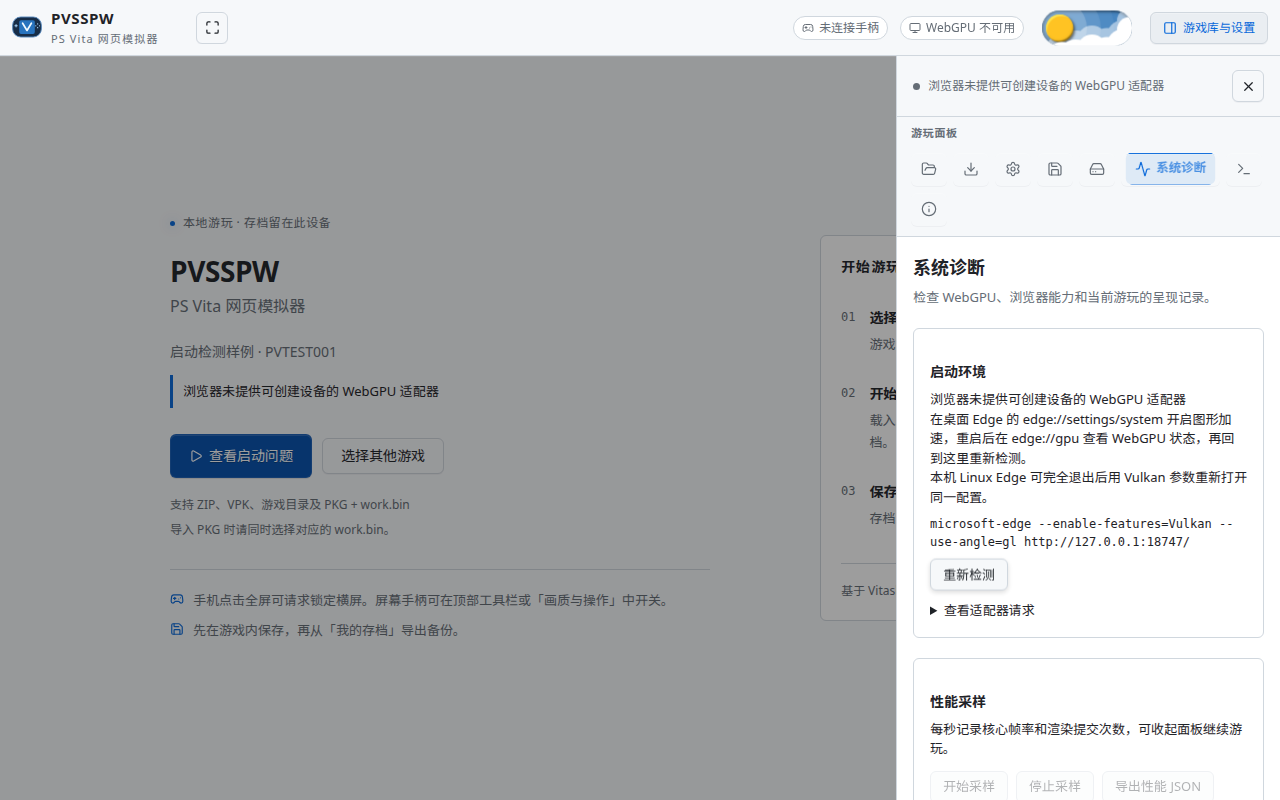 PVSSPW
PS Vita 网页模拟器
未连接手柄
WebGPU 不可用
游戏库与设置
浏览器未提供可创建设备的 WebGPU 适配器
游玩面板
系统诊断
系统诊断
检查 WebGPU、浏览器能力和当前游玩的呈现记录。
启动环境
浏览器未提供可创建设备的 WebGPU 适配器
在桌面 Edge 的 edge://settings/system 开启图形加
速，重启后在 edge://gpu 查看 WebGPU 状态，再回
到这里重新检测。
本机 Linux Edge 可完全退出后用 Vulkan 参数重新打开
同一配置。
microsoft-edge --enable-features=Vulkan --
use-angle=gl http://127.0.0.1:18747/
重新检测
查看适配器请求
性能采样
每秒记录核心帧率和渲染提交次数，可收起面板继续游
玩。
开始采样
停止采样
导出性能 JSON
本地游玩 · 存档留在此设备
PVSSPW
PS Vita 网页模拟器
启动检测样例 · PVTEST001
浏览器未提供可创建设备的 WebGPU 适配器
查看启动问题
选择其他游戏
支持 ZIP、VPK、游戏目录及 PKG + work.bin
导入 PKG 时请同时选择对应的 work.bin。
手机点击全屏可请求锁定横屏。屏幕手柄可在顶部工具栏或「画质与操作」中开关。
先在游戏内保存，再从「我的存档」导出备份。
开始游玩
01 选择
游戏
02 开始
载入
档。
03 保存
存档
基于 Vitas